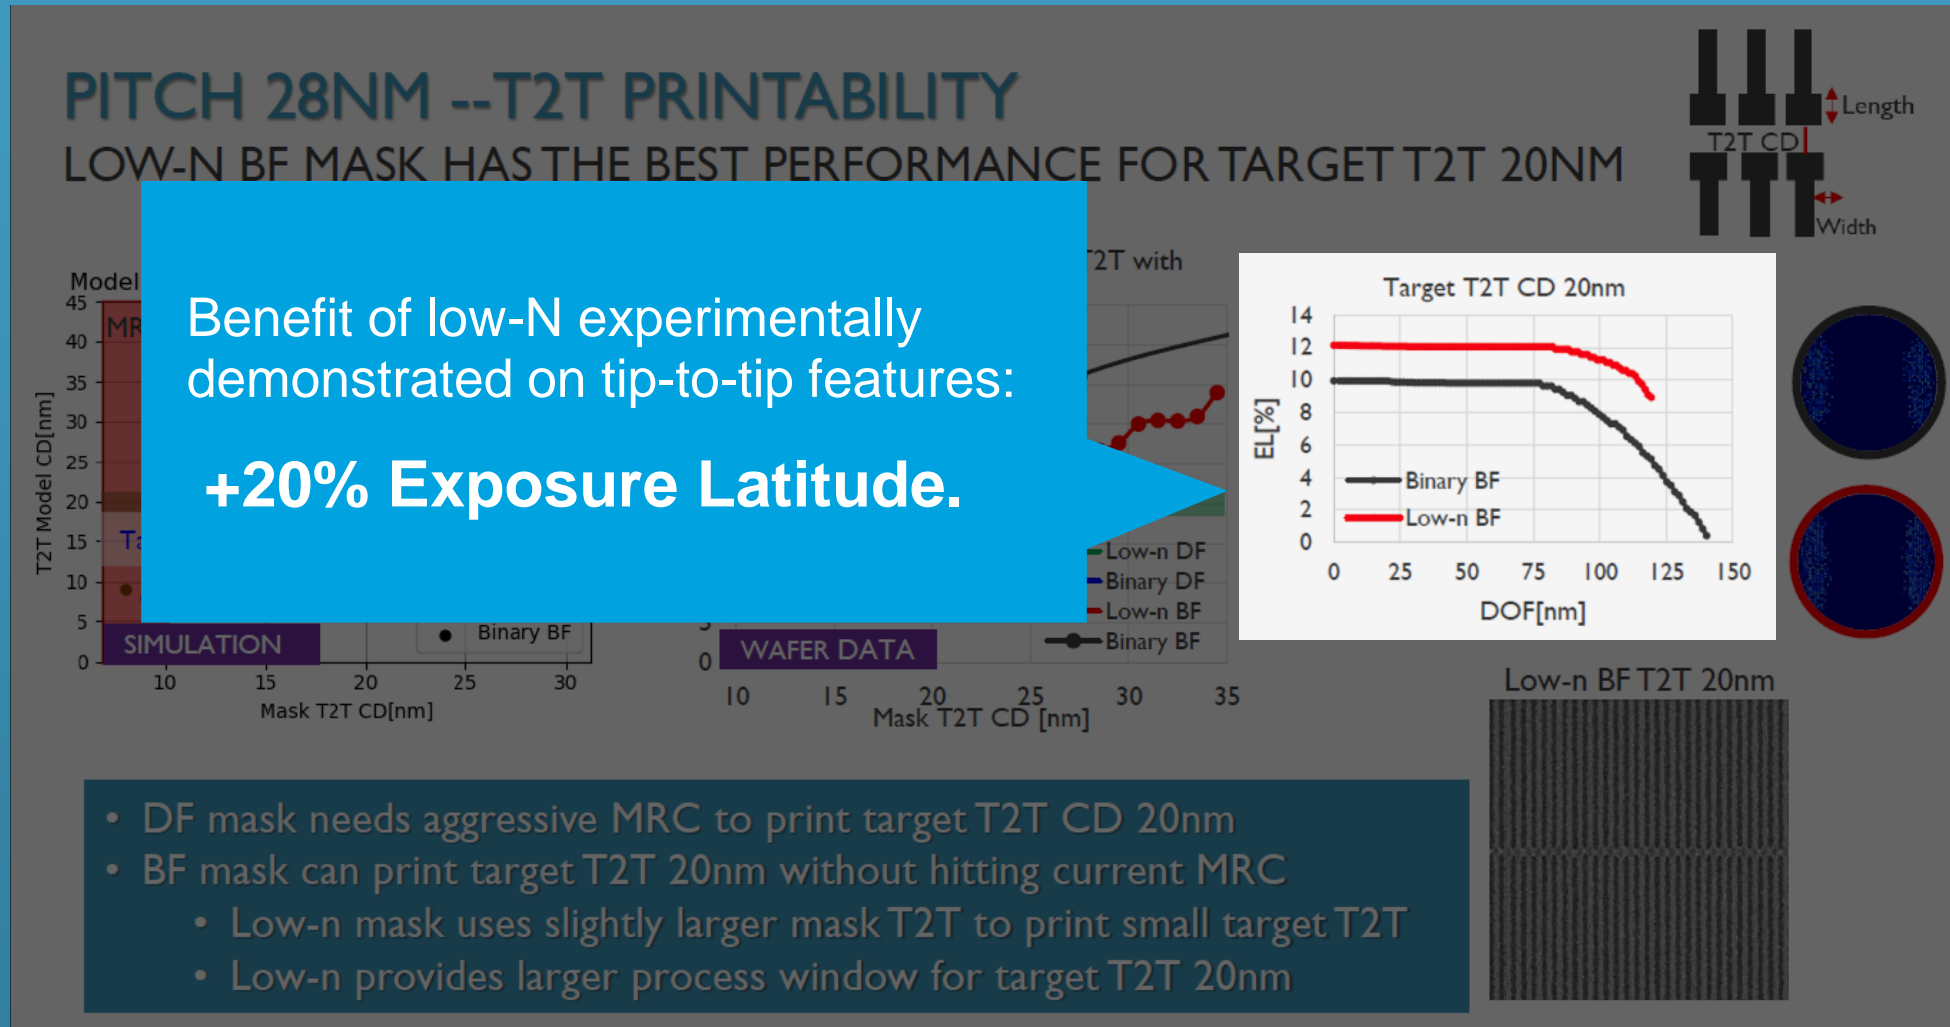 PITCH 28NM --T2T PRINTABILITY
LOW-N BF MASK HAS THE BEST PERFORMANCE FOR TARGET T2T 20NM
Length
T2T CD
Width
Benefit of low-N experimentally
demonstrated on tip-to-tip features:
+20% Exposure Latitude.
Model
45
40
35
30
25
20
15
10
5
0
T2T Model CD[nm]
SIMULATION
Binary BF
10 15 20 25 30
Mask T2T CD[nm]
T2T with
Low-n DF
Binary DF
Low-n BF
Binary BF
0
WAFER DATA
10 15 20 25 30 35
Mask T2T CD [nm]
Target T2T CD 20nm
14
12
10
8
6
4
2
0
EL[%]
Binary BF
Low-n BF
0 25 50 75 100 125 150
DOF[nm]
Low-n BF T2T 20nm
• DF mask needs aggressive MRC to print target T2T CD 20nm
• BF mask can print target T2T 20nm without hitting current MRC
• Low-n mask uses slightly larger mask T2T to print small target T2T
• Low-n provides larger process window for target T2T 20nm